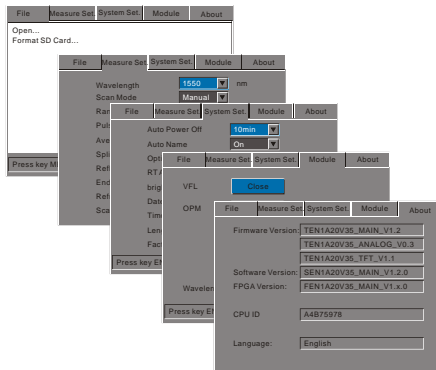 File Measure Set. System Set. Module About
Open...
Format SD Card...
Press key
File Measure Set. System Set. Module About
Wavelength 1550 nm
Scan Mode Manual
File Measure Set. System Set. Module About
Auto Power Off 10min
Auto Name On
Press key
File Measure Set. System Set. Module About
VFL Close
OPM
Press key
File Measure Set. System Set. Module About
Firmware Version: TEN1A20V35_MAIN_V1.2
TEN1A20V35_ANALOG_V0.3
TEN1A20V35_TFT_V1.1
Software Version: SEN1A20V35_MAIN_V1.2.0
FPGA Version: FEN1A20V35_MAIN_V1.x.0
CPU ID A4B75978
Language: English